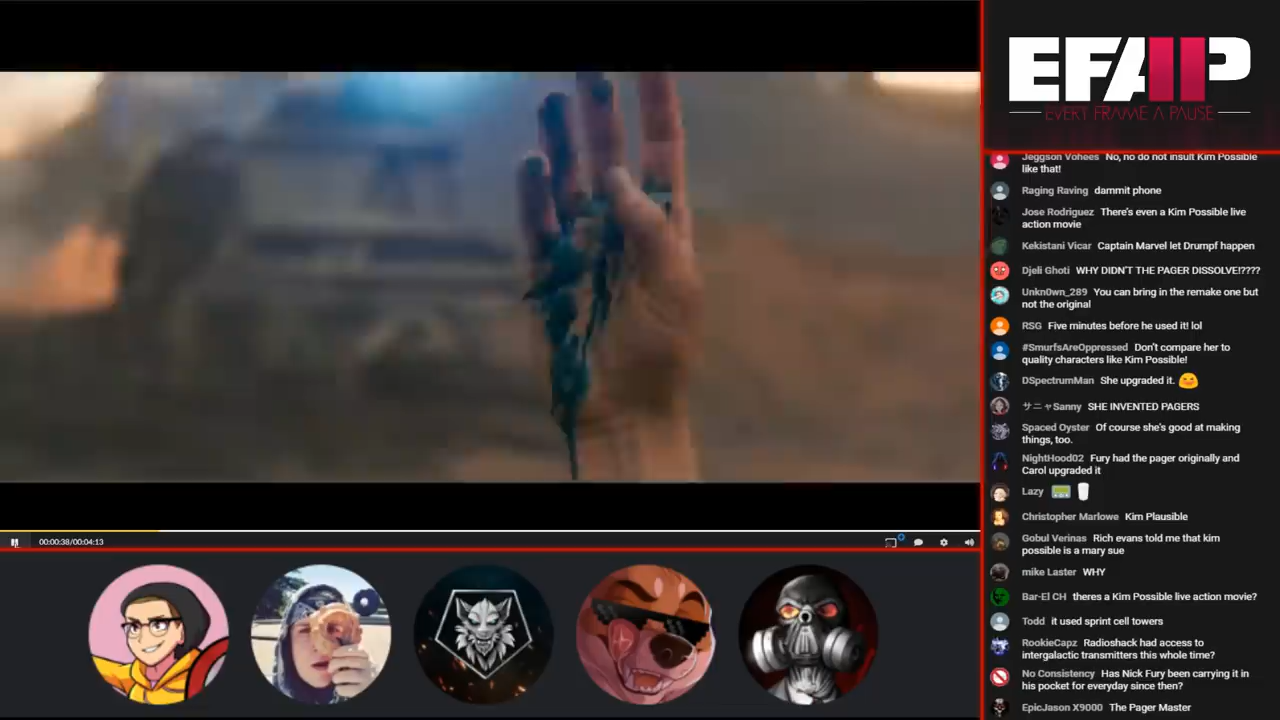 EFAP
EVERY FRAME A PAUSE
Jeggson Vohees No, no do not insult Kim Possible
like that!
Raging Raving dammit phone
Jose Rodriguez There's even a Kim Possible live
action movie
Kekistani Vicar Captain Marvel let Drumpf happen
Djeli Ghoti WHY DIDN'T THE PAGER DISSOLVE!????
Unkn0wn_289 You can bring in the remake one but
not the original
RSG Five minutes before he used it! lol
#SmurfsAreOppressed Don't compare her to
quality characters like Kim Possible!
DSpectrumMan She upgraded it.
サニャSanny SHE INVENTED PAGERS
Spaced Oyster Of course she's good at making
things, too.
NightHood02 Fury had the pager originally and
Carol upgraded it
Lazy
Christopher Marlowe Kim Plausible
Gobul Verinas Rich evans told me that kim
possible is a mary sue
mike Laster WHY
Bar-El CH theres a Kim Possible live action movie?
Todd it used sprint cell towers
RookieCapz Radioshack had access to
intergalactic transmitters this whole time?
No Consistency Has Nick Fury been carrying it in
his pocket for everyday since then?
EpicJason X9000 The Pager Master
00:00:38/00:04:13